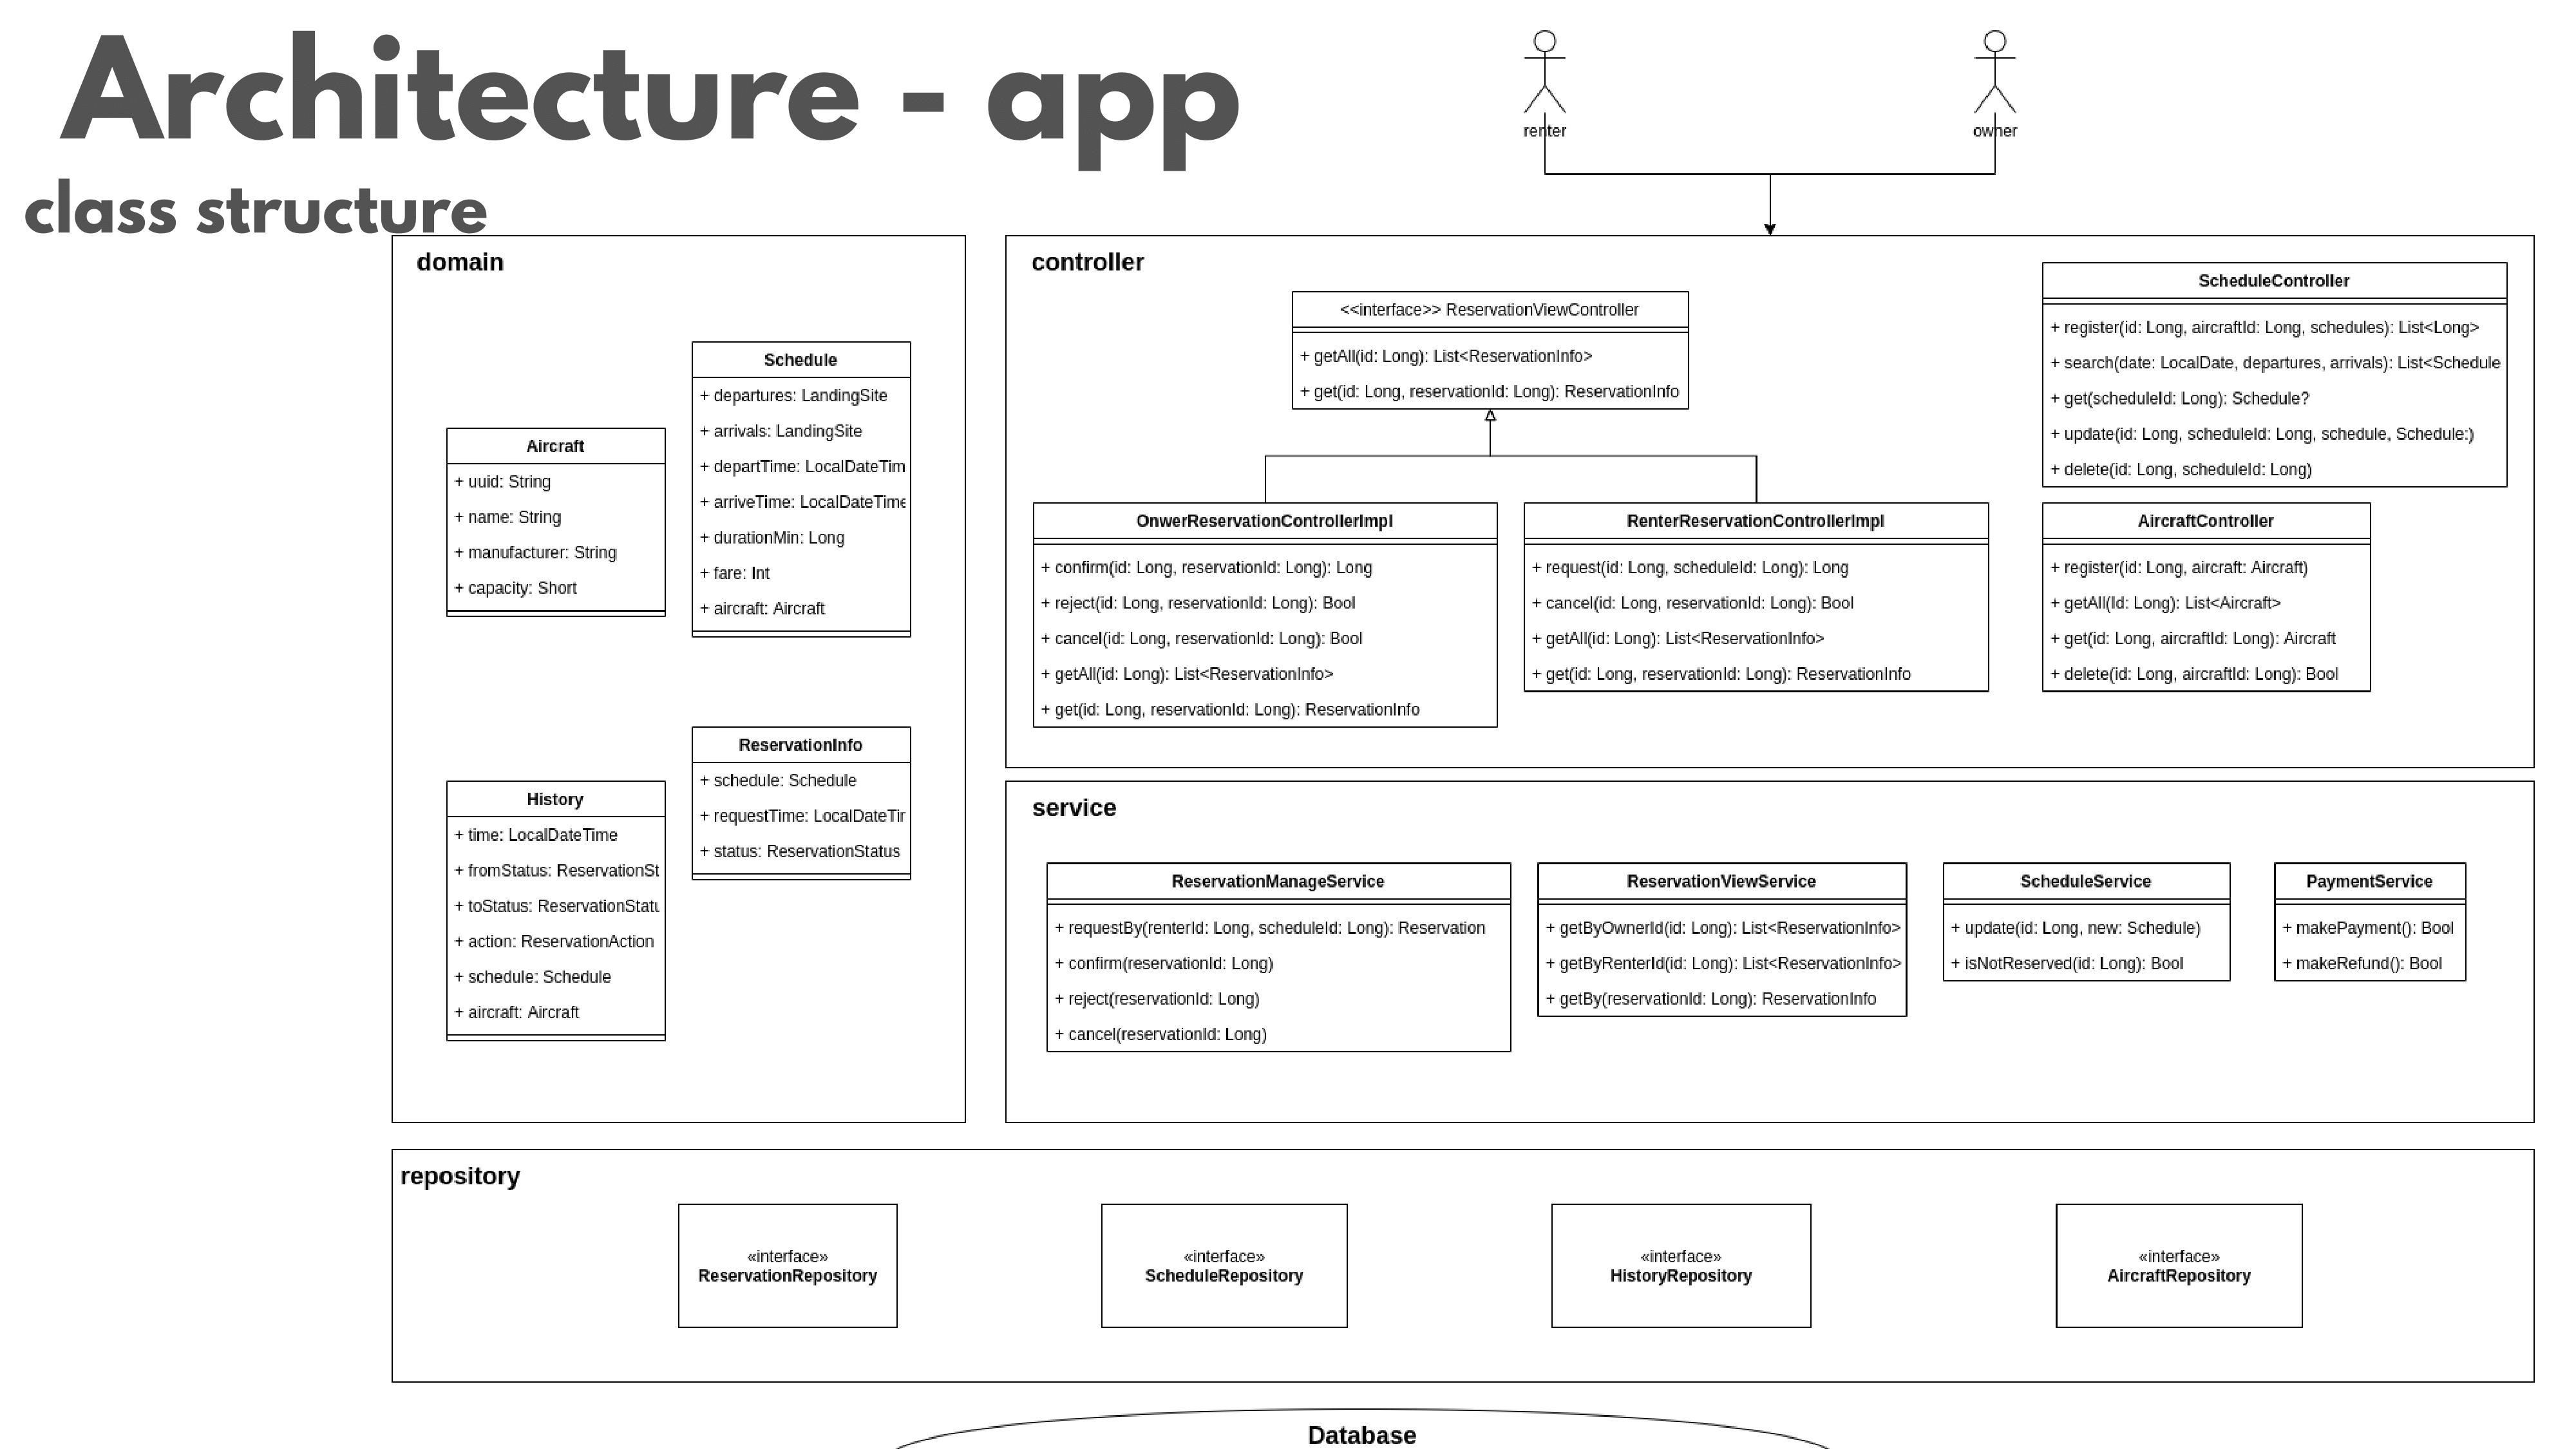 Architecture - app
class structure
renter
owner
domain
Aircraft
+ uuid: String
+ name: String
+ manufacturer: String
+ capacity: Short
Schedule
+ departures: LandingSite
+ arrivals: LandingSite
+ departTime: LocalDateTim
+ arriveTime: LocalDateTime
+ durationMin: Long
+ fare: Int
+ aircraft: Aircraft
History
+ time: LocalDateTime
+ fromStatus: ReservationSt
+ toStatus: ReservationStatu
+ action: ReservationAction
+ schedule: Schedule
+ aircraft: Aircraft
ReservationInfo
+ schedule: Schedule
+ requestTime: LocalDateTir
+ status: ReservationStatus
controller
<<interface>> ReservationViewController
+ getAll(id: Long): List<ReservationInfo>
+ get(id: Long, reservationId: Long): ReservationInfo
OnwerReservationControllerImpl
+ confirm(id: Long, reservationId: Long): Long
+ reject(id: Long, reservationId: Long): Bool
+ cancel(id: Long, reservationId: Long): Bool
+ getAll(id: Long): List<ReservationInfo>
+ get(id: Long, reservationId: Long): ReservationInfo
RenterReservationControllerImpl
+ request(id: Long, scheduleId: Long): Long
+ cancel(id: Long, reservationId: Long): Bool
+ getAll(id: Long): List<ReservationInfo>
+ get(id: Long, reservationId: Long): ReservationInfo
ScheduleController
+ register(id: Long, aircraftId: Long, schedules): List<Long>
+ search(date: LocalDate, departures, arrivals): List<Schedule
+ get(scheduleId: Long): Schedule?
+ update(id: Long, scheduleId: Long, schedule, Schedule:)
+ delete(id: Long, scheduleId: Long)
AircraftController
+ register(id: Long, aircraft: Aircraft)
+ getAll(Id: Long): List<Aircraft>
+ get(id: Long, aircraftId: Long): Aircraft
+ delete(id: Long, aircraftId: Long): Bool
service
ReservationManageService
+ requestBy(renterId: Long, scheduleId: Long): Reservation
+ confirm(reservationId: Long)
+ reject(reservationId: Long)
+ cancel(reservationId: Long)
ReservationViewService
+ getByOwnerId(id: Long): List<ReservationInfo>
+ getByRenterId(id: Long): List<ReservationInfo>
+ getBy(reservationId: Long): ReservationInfo
ScheduleService
+ update(id: Long, new: Schedule)
+ isNotReserved(id: Long): Bool
PaymentService
+ makePayment(): Bool
+ makeRefund(): Bool
repository
«interface»
ReservationRepository
«interface»
ScheduleRepository
«interface»
HistoryRepository
«interface»
AircraftRepository
Database